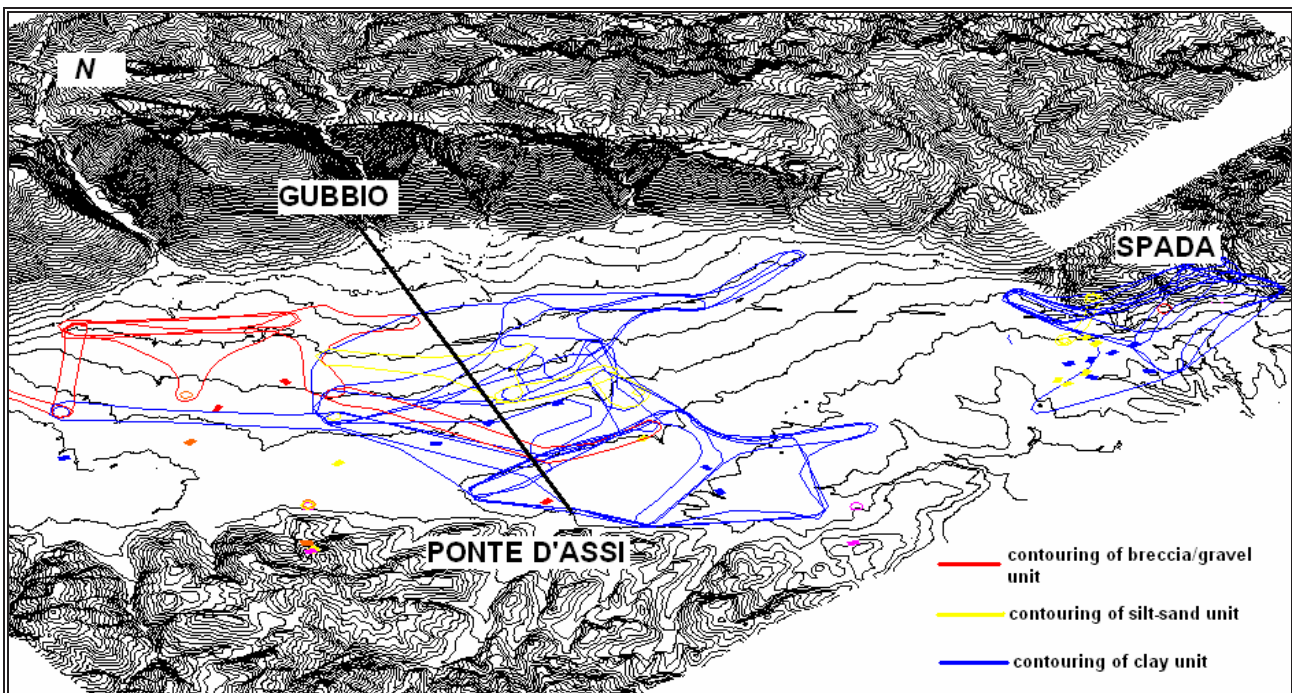 N
GUBBIO
SPADA
PONTE D'ASSI
contouring of breccia/gravel
unit
contouring of silt-sand unit
contouring of clay unit